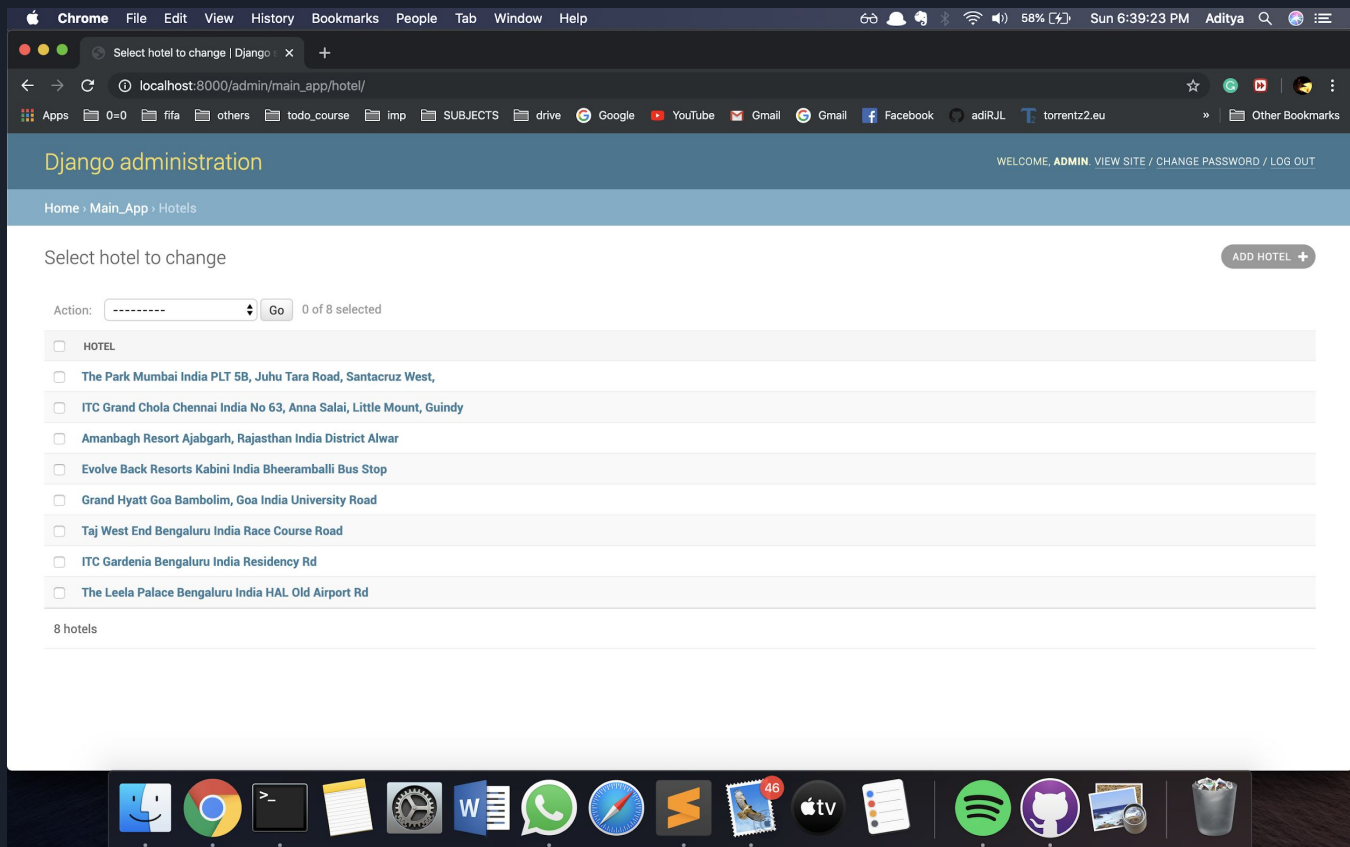 Chrome File Edit View History Bookmarks People Tab Window Help 58% Sun 6:39:23 PM Aditya
Select hotel to change | Django s
localhost:8000/admin/main_app/hotel/
Apps 0=0 fifa others todo_course imp SUBJECTS drive Google YouTube Gmail Gmail Facebook adiRJL torrentz2.eu » Other Bookmarks
Django administration WELCOME, ADMIN. VIEW SITE / CHANGE PASSWORD / LOG OUT
Home › Main_App › Hotels
Select hotel to change ADD HOTEL +
Action: --------- Go 0 of 8 selected
HOTEL
The Park Mumbai India PLT 5B, Juhu Tara Road, Santacruz West,
ITC Grand Chola Chennai India No 63, Anna Salai, Little Mount, Guindy
Amanbagh Resort Ajabgarh, Rajasthan India District Alwar
Evolve Back Resorts Kabini India Bheeramballi Bus Stop
Grand Hyatt Goa Bambolim, Goa India University Road
Taj West End Bengaluru India Race Course Road
ITC Gardenia Bengaluru India Residency Rd
The Leela Palace Bengaluru India HAL Old Airport Rd
8 hotels
>_ W 46 tv